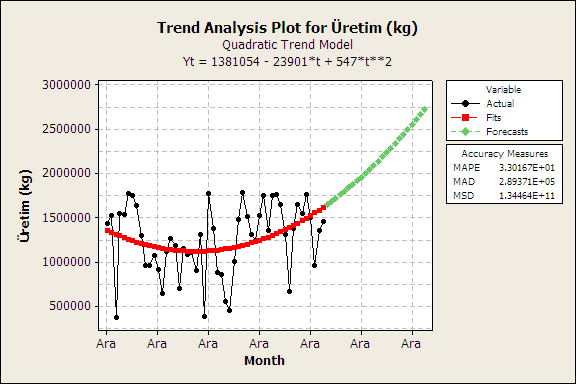 Trend Analysis Plot for Üretim (kg)
Quadratic Trend Model
Yt = 1381054 - 23901*t + 547*t**2
3000000
2500000
2000000
1500000
1000000
500000
Üretim (kg)
Ara Ara Ara Ara Ara Ara Ara
Month
Variable
Actual
Fits
Forecasts
Accuracy Measures
MAPE 3.30167E+01
MAD 2.89371E+05
MSD 1.34464E+11